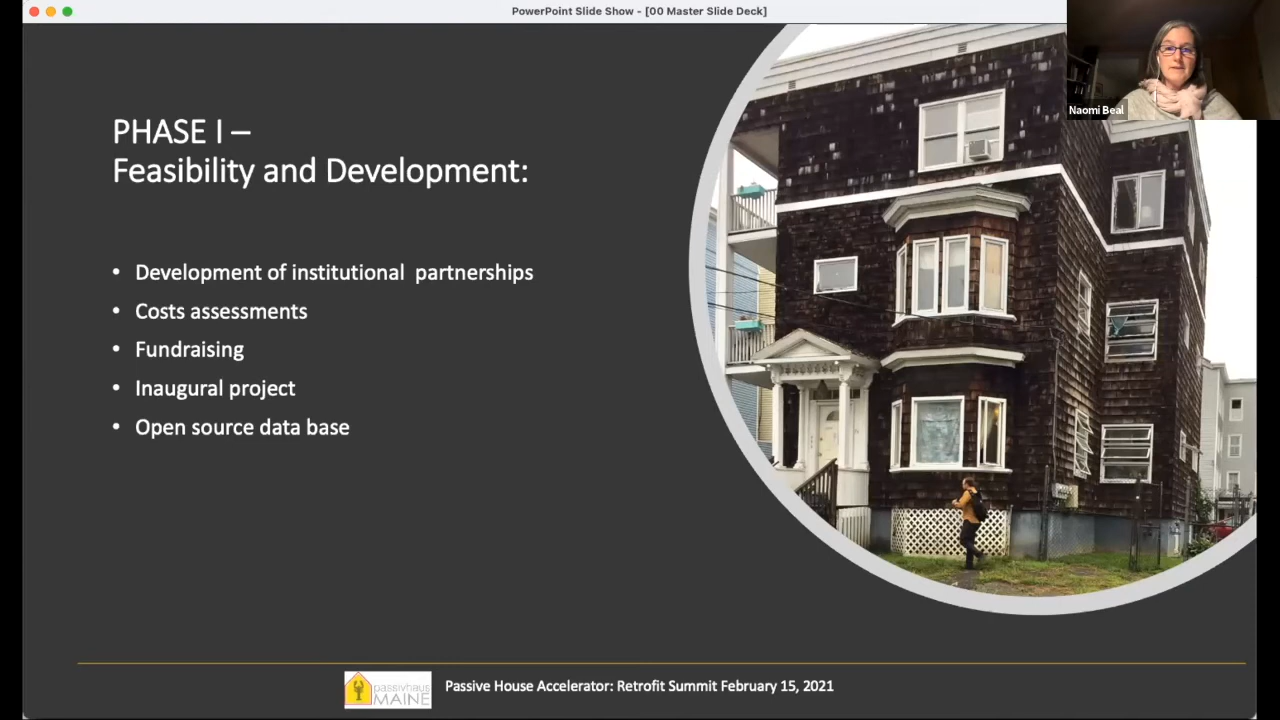 PowerPoint Slide Show - [00 Master Slide Deck]
Naomi Beal
PHASE I –
Feasibility and Development:
• Development of institutional partnerships
• Costs assessments
• Fundraising
• Inaugural project
• Open source data base
passivhaus
MAINE
Passive House Accelerator: Retrofit Summit February 15, 2021